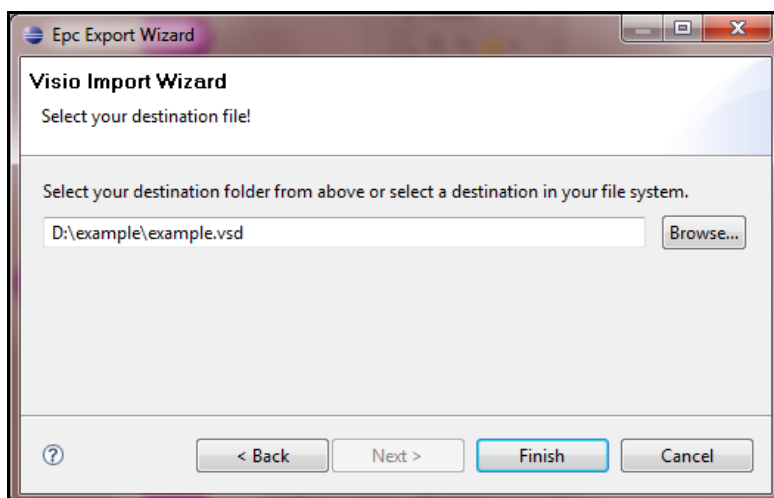 Epc Export Wizard
Visio Import Wizard
Select your destination file!
Select your destination folder from above or select a destination in your file system.
D:\example\example.vsd
Browse...
?
< Back
Next >
Finish
Cancel